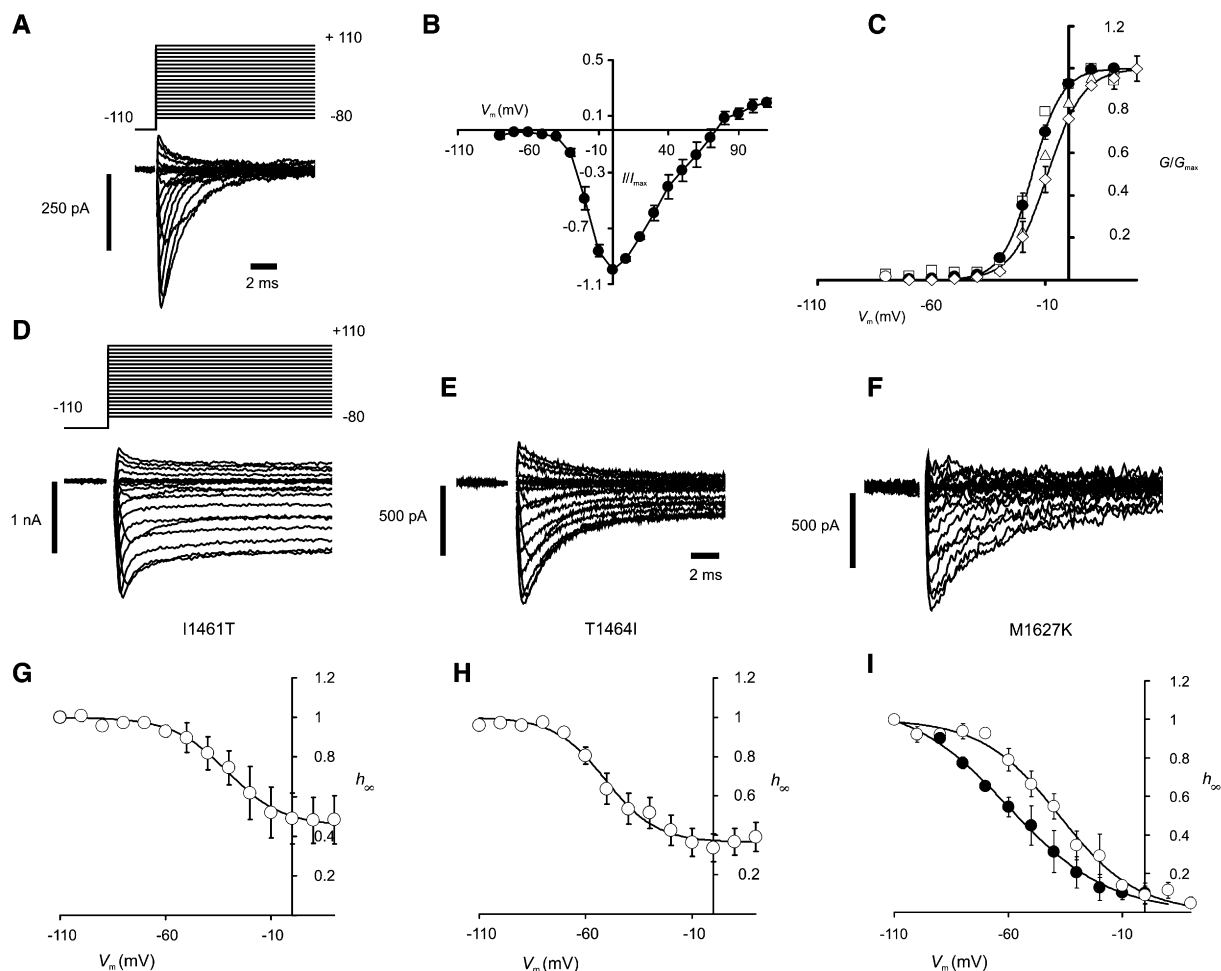 A
+ 110
-110
-80
250 pA
2 ms
B
0.5
Vm (mV)
0.1
-110
-60
-10
40
90
-0.3
I/Imax
-0.7
-1.1
C
1.2
0.8
G/Gmax
0.4
0.2
-110
-60
-10
Vm (mV)
D
+110
-110
-80
1 nA
I1461T
E
500 pA
2 ms
T1464I
F
500 pA
M1627K
G
1.2
1
0.8
h∞
0.6
0.4
0.2
-110
-60
-10
Vm (mV)
H
1.2
1
0.8
h∞
0.6
0.4
0.2
-110
-60
-10
Vm (mV)
I
1.2
1
0.8
h∞
0.6
0.4
0.2
-110
-60
-10
Vm (mV)